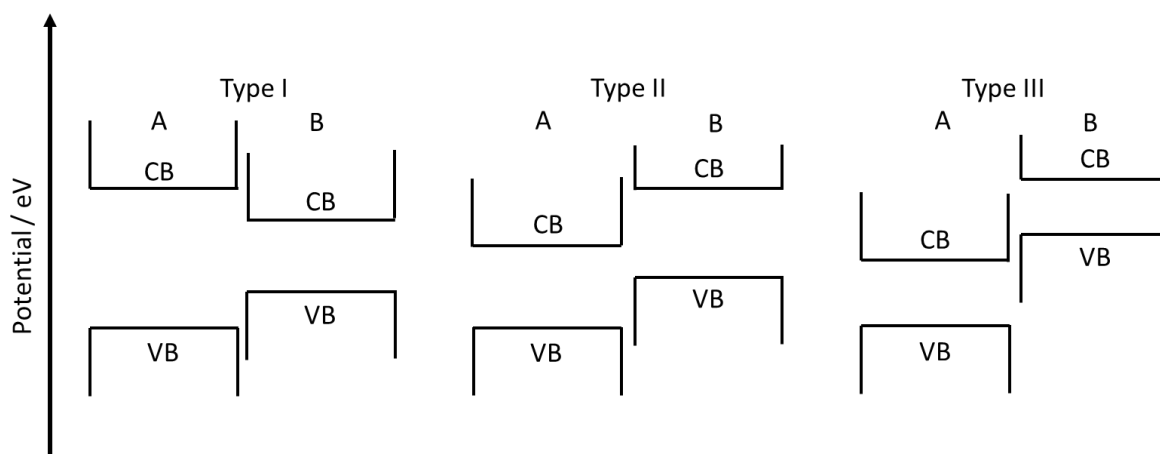 Potential / eV
Type I
A
B
CB
CB
VB
VB
Type II
A
B
CB
CB
VB
VB
Type III
A
B
CB
CB
VB
VB